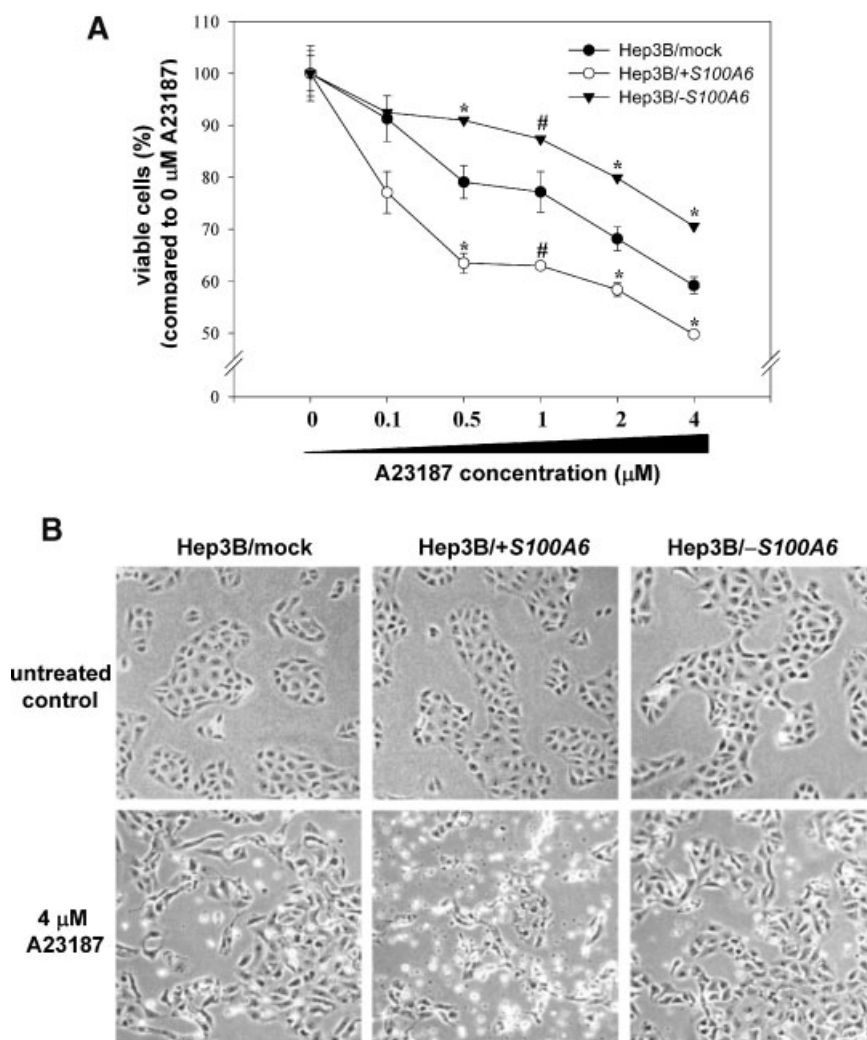 A
110
100
90
80
70
60
50
0
viable cells (%)
(compared to 0 μM A23187)
Hep3B/mock
Hep3B/+S100A6
Hep3B/-S100A6
* # * *
* # * *
0 0.1 0.5 1 2 4
A23187 concentration (μM)
B
Hep3B/mock Hep3B/+S100A6 Hep3B/–S100A6
untreated
control
4 μM
A23187